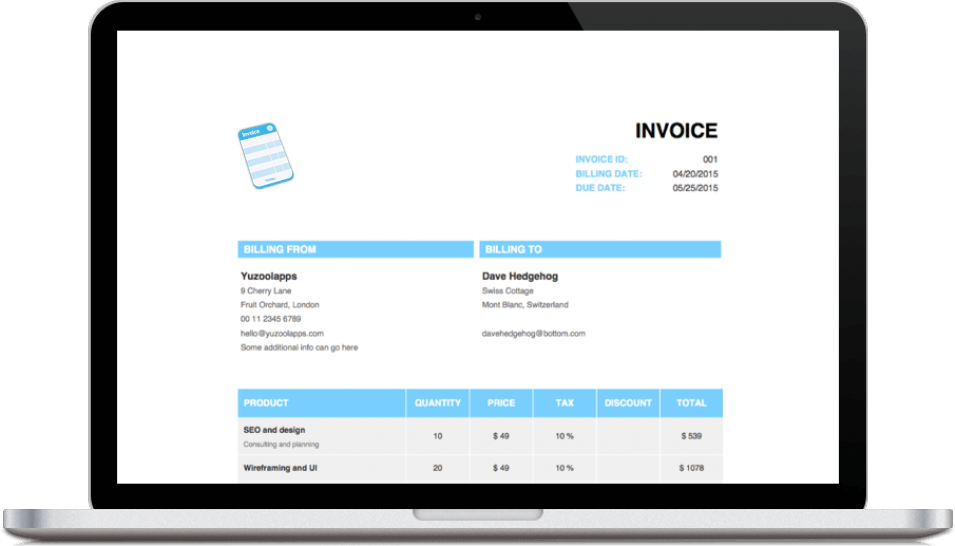 Invoice
INVOICE
INVOICE ID: 001
BILLING DATE: 04/20/2015
DUE DATE: 05/25/2015
BILLING FROM BILLING TO
Yuzoolapps Dave Hedgehog
9 Cherry Lane Swiss Cottage
Fruit Orchard, London Mont Blanc, Switzerland
00 11 2345 6789
hello@yuzoolapps.com davehedgehog@bottom.com
Some additional info can go here
PRODUCT QUANTITY PRICE TAX DISCOUNT TOTAL
SEO and design 10 $ 49 10 % $ 539
Consulting and planning
Wireframing and UI 20 $ 49 10 % $ 1078